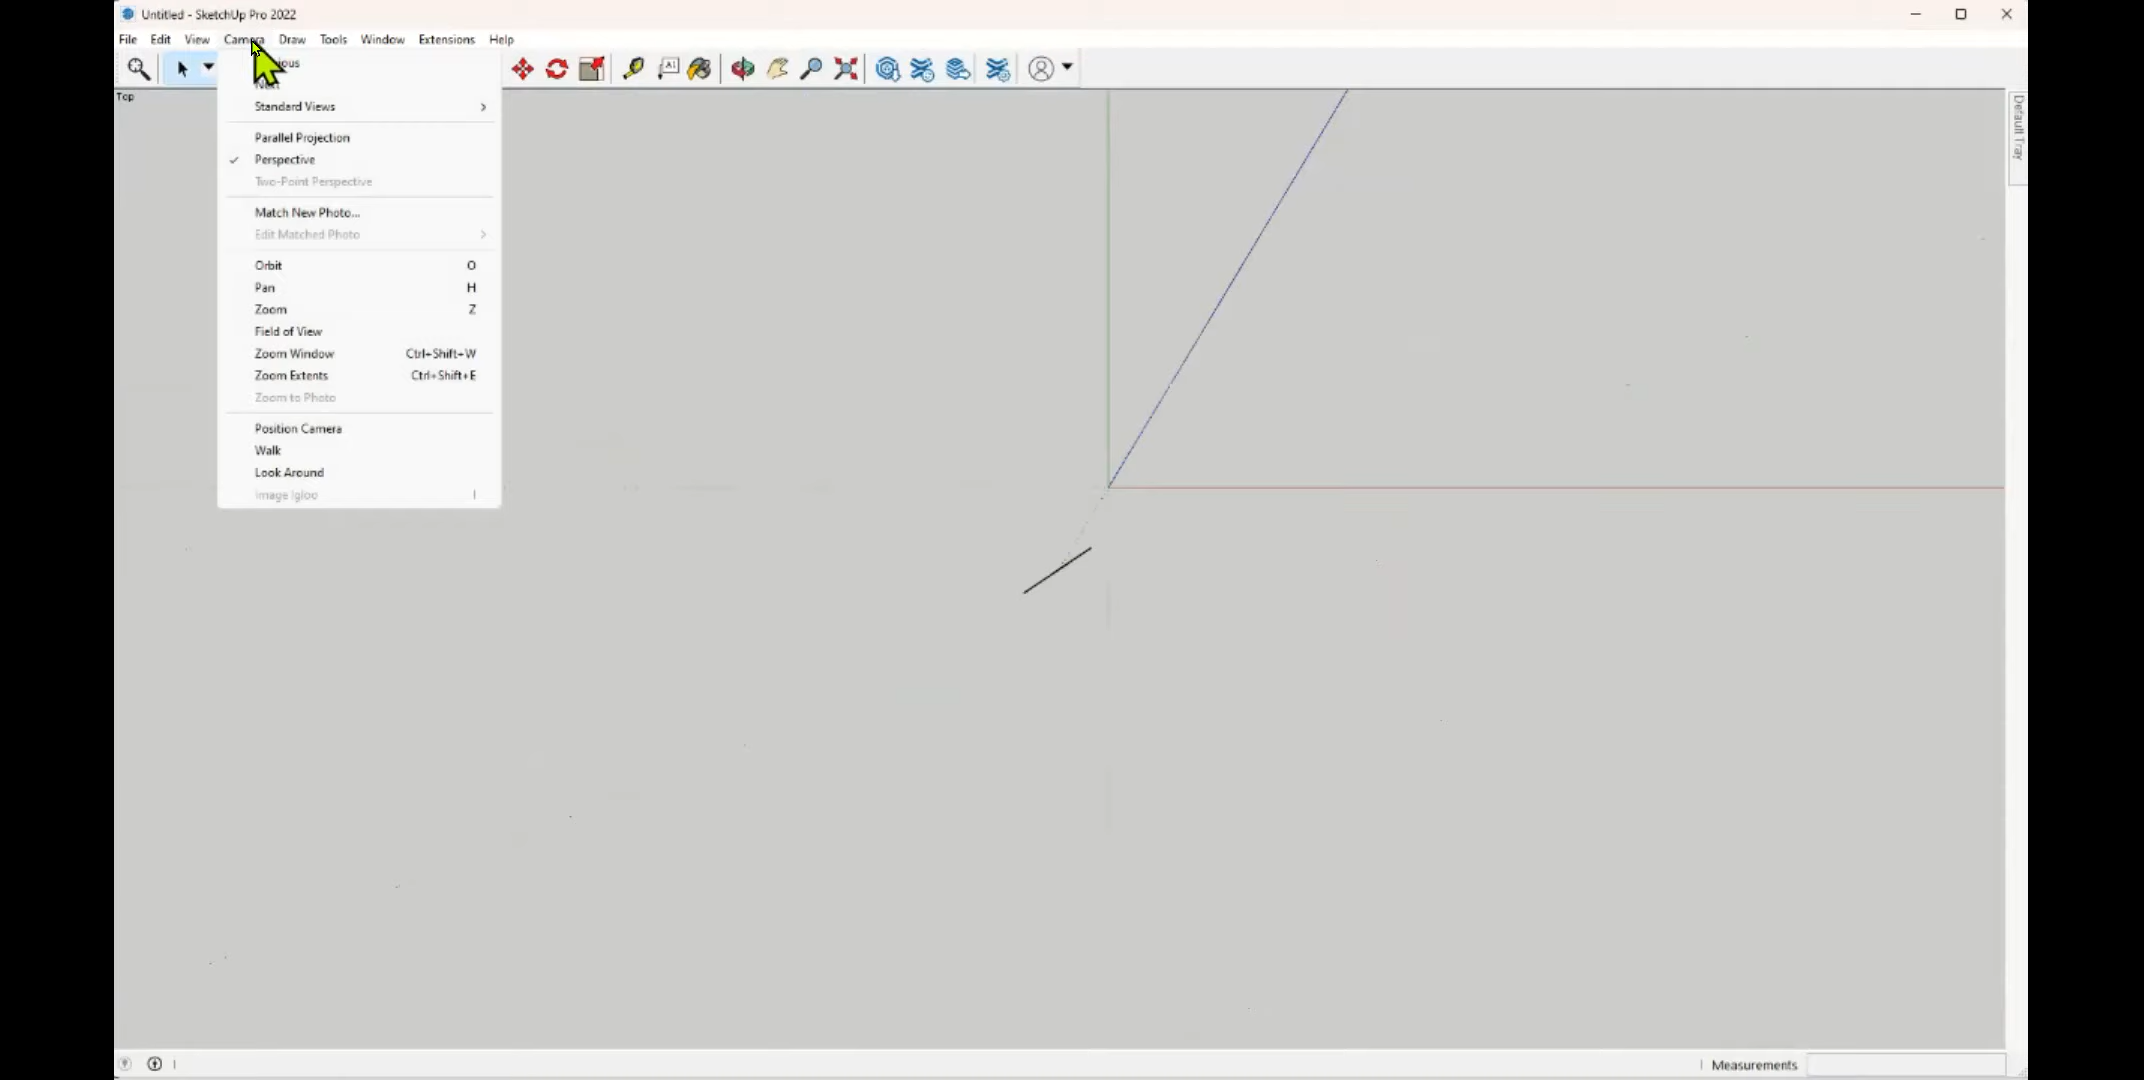 Untitled - SketchUp Pro 2022
File Edit View Camera Draw Tools Window Extensions Help
Top
Standard Views
Parallel Projection
Perspective
Two-Point Perspective
Match New Photo...
Edit Matched Photo
Orbit O
Pan H
Zoom Z
Field of View
Zoom Window Ctrl+Shift+W
Zoom Extents Ctrl+Shift+E
Zoom to Photo
Position Camera
Walk
Look Around
Image Igloo I
Default Tray
Measurements